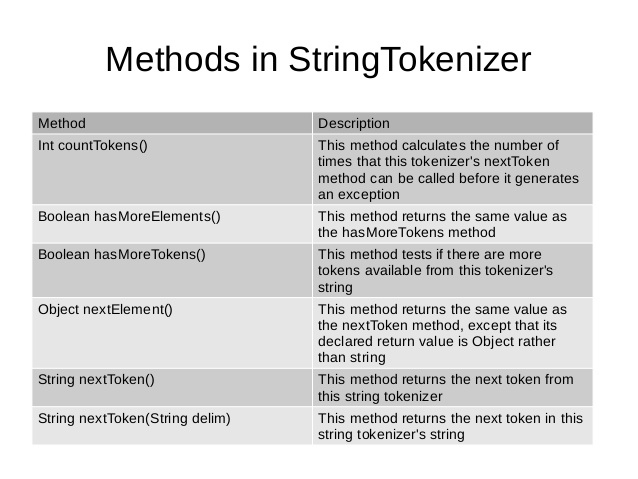 Methods in StringTokenizer
Method
Description
Int countTokens()
This method calculates the number of
times that this tokenizer's nextToken
method can be called before it generates
an exception
Boolean hasMoreElements()
This method returns the same value as
the hasMoreTokens method
Boolean hasMoreTokens()
This method tests if there are more
tokens available from this tokenizer's
string
Object nextElement()
This method returns the same value as
the nextToken method, except that its
declared return value is Object rather
than string
String nextToken()
This method returns the next token from
this string tokenizer
String nextToken(String delim)
This method returns the next token in this
string tokenizer's string